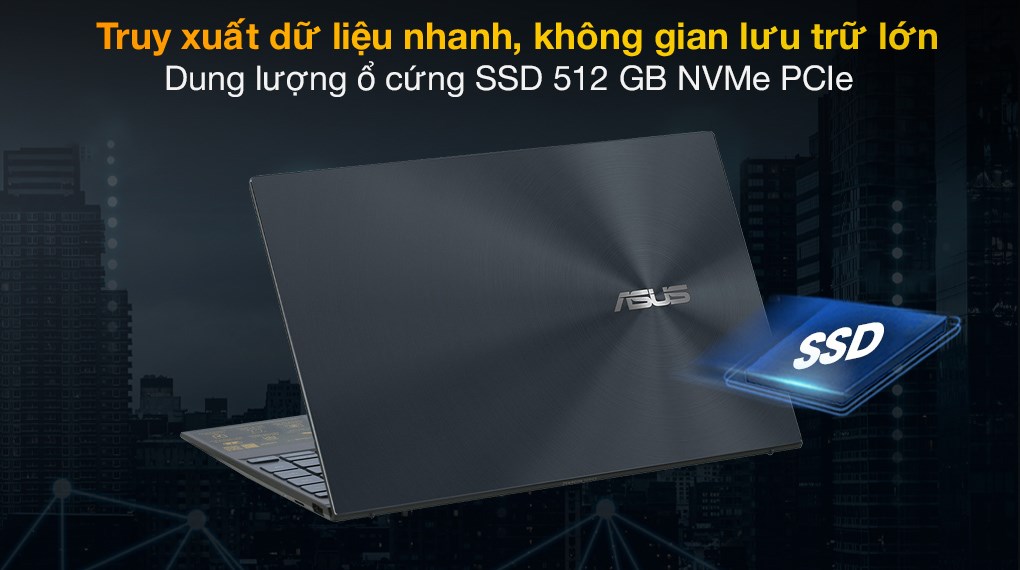 Truy xuất dữ liệu nhanh, không gian lưu trữ lớn
Dung lượng ổ cứng SSD 512 GB NVMe PCIe
ASUS
SSD